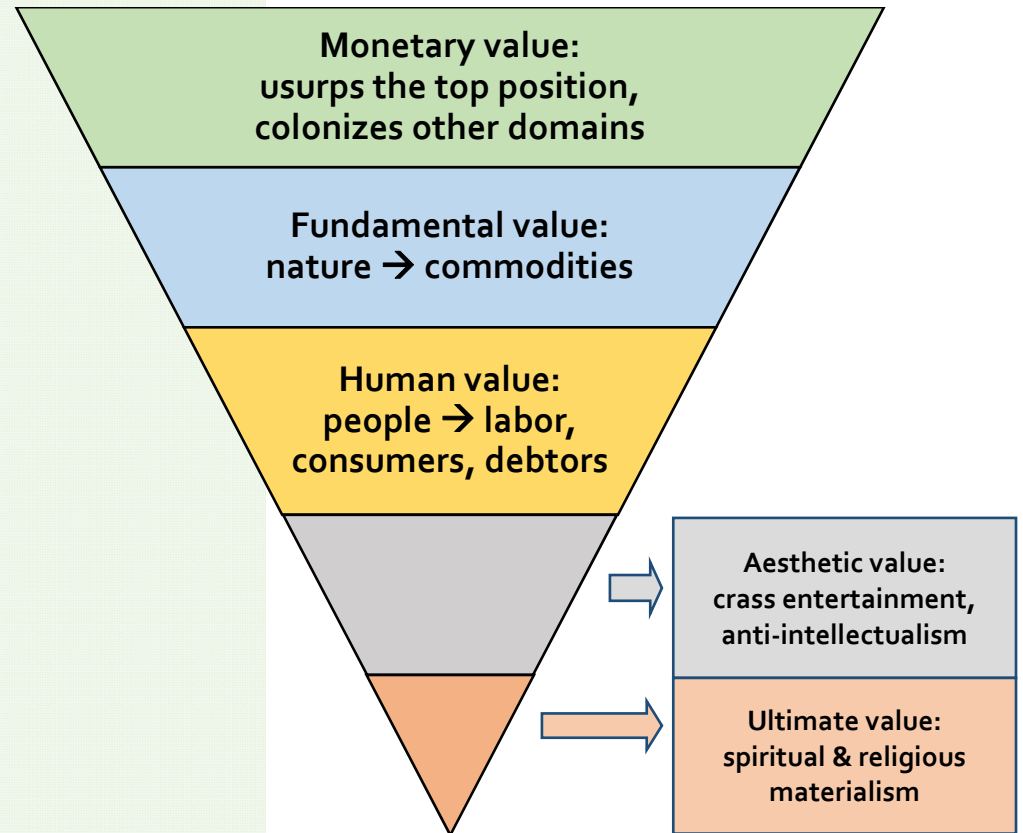 Monetary value:
usurps the top position,
colonizes other domains
Fundamental value:
nature → commodities
Human value:
people → labor,
consumers, debtors
Aesthetic value:
crass entertainment,
anti-intellectualism
Ultimate value:
spiritual & religious
materialism